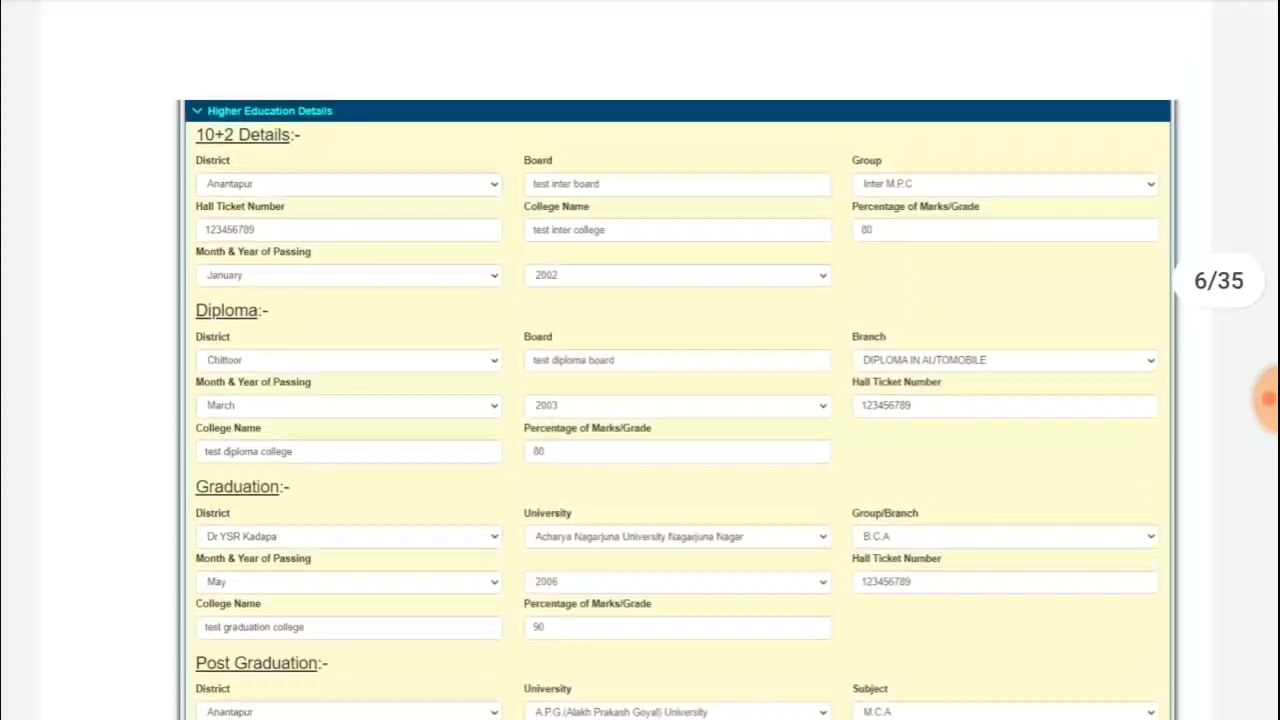 Higher Education Details
10+2 Details:-
District Board Group
Anantapur test inter board Inter M.P.C
Hall Ticket Number College Name Percentage of Marks/Grade
123456789 test inter college 80
Month & Year of Passing
January 2002
Diploma:-
District Board Branch
Chittoor test diploma board DIPLOMA IN AUTOMOBILE
Month & Year of Passing Hall Ticket Number
March 2003 123456789
College Name Percentage of Marks/Grade
test diploma college 80
Graduation:-
District University Group/Branch
Dr.YSR Kadapa Acharya Nagarjuna University Nagarjuna Nagar B.C.A
Month & Year of Passing Hall Ticket Number
May 2006 123456789
College Name Percentage of Marks/Grade
test graduation college 90
Post Graduation:-
District University Subject
Anantapur A.P.G.(Alakh Prakash Goyal) University M.C.A
6/35